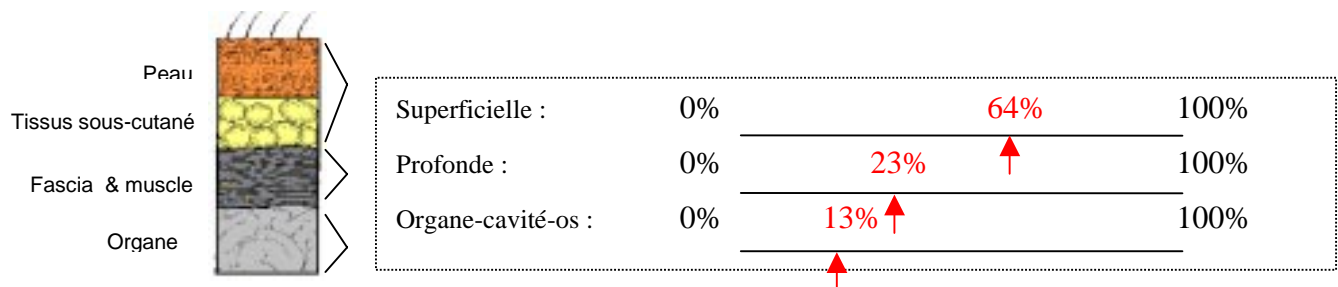 Peau
Tissus sous-cutané
Fascia & muscle
Organe
Superficielle : 0% 64% 100%
Profonde : 0% 23% 100%
Organe-cavité-os : 0% 13% 100%